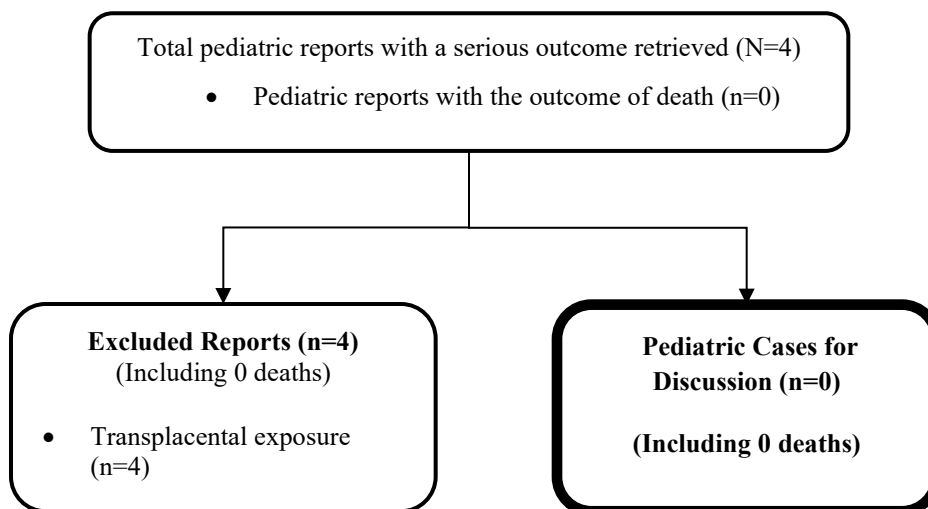 Total pediatric reports with a serious outcome retrieved (N=4)
• Pediatric reports with the outcome of death (n=0)
Excluded Reports (n=4)
(Including 0 deaths)
• Transplacental exposure
(n=4)
Pediatric Cases for
Discussion (n=0)
(Including 0 deaths)